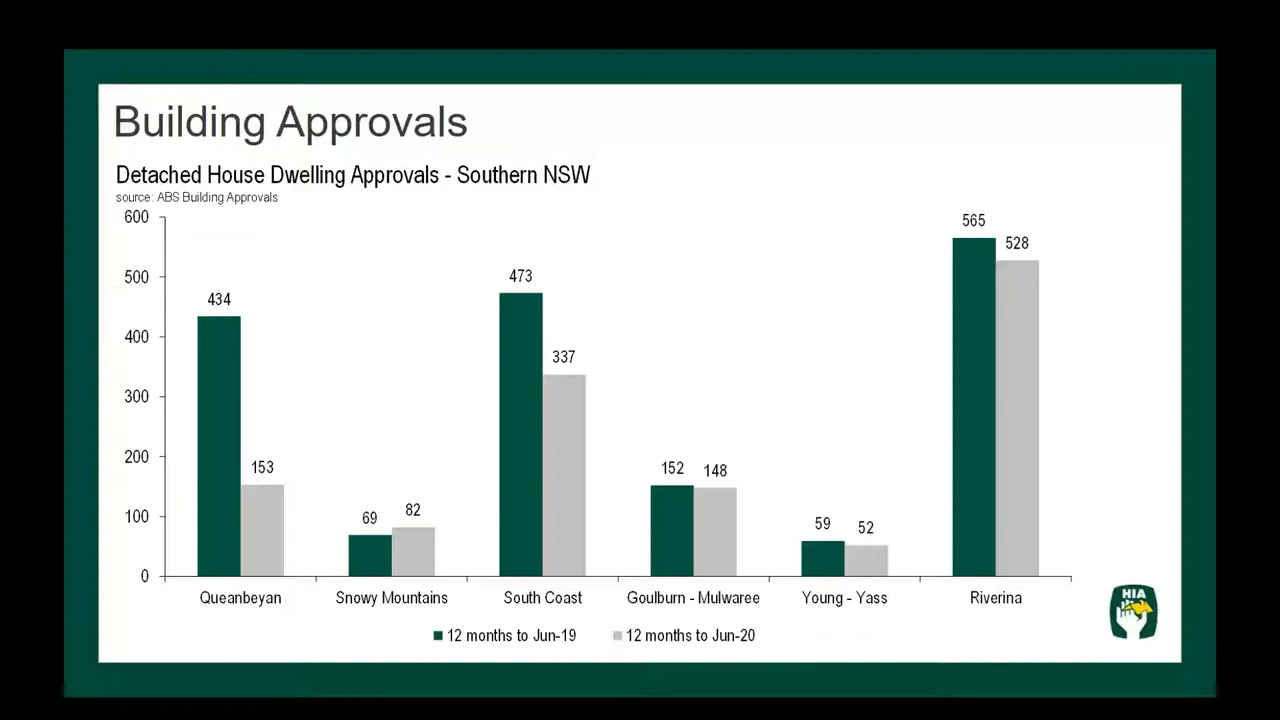 Building Approvals
Detached House Dwelling Approvals - Southern NSW
source: ABS Building Approvals
600
500
400
300
200
100
0
434
153
69
82
473
337
152
148
59
52
565
528
Queanbeyan
Snowy Mountains
South Coast
Goulburn - Mulwaree
Young - Yass
Riverina
12 months to Jun-19
12 months to Jun-20
HIA